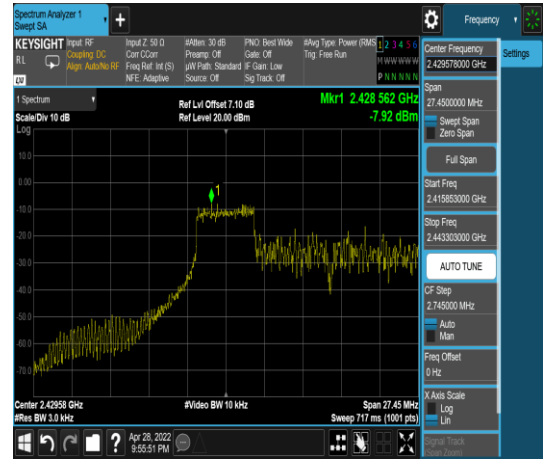 Spectrum Analyzer 1
Swept SA
+
Frequency
KEYSIGHT
RL
Input: RF
Coupling: DC
Align: Auto/No RF
Input Z: 50 Ω
Corr CCorr
Freq Ref: Int (S)
NFE: Adaptive
#Atten: 30 dB
Preamp: Off
µW Path: Standard
Source: Off
PNO: Best Wide
Gate: Off
IF Gain: Low
Sig Track: Off
#Avg Type: Power (RMS
Trig: Free Run
1 2 3 4 5 6
M W W W W W
P N N N N N
1 Spectrum
Scale/Div 10 dB
Log
Ref Lvl Offset 7.10 dB
Ref Level 20.00 dBm
Mkr1 2.428 562 GHz
-7.92 dBm
10.0
0.00
-10.0
-20.0
-30.0
-40.0
-50.0
-60.0
-70.0
1
Center 2.42958 GHz
#Res BW 3.0 kHz
#Video BW 10 kHz
Span 27.45 MHz
Sweep 717 ms (1001 pts)
Apr 28, 2022
9:55:51 PM
?
Center Frequency
2.429578000 GHz
Span
27.4500000 MHz
Swept Span
Zero Span
Full Span
Start Freq
2.415853000 GHz
Stop Freq
2.443303000 GHz
AUTO TUNE
CF Step
2.745000 MHz
Auto
Man
Freq Offset
0 Hz
X Axis Scale
Log
Lin
Signal Track
(Span Zoom)
Settings